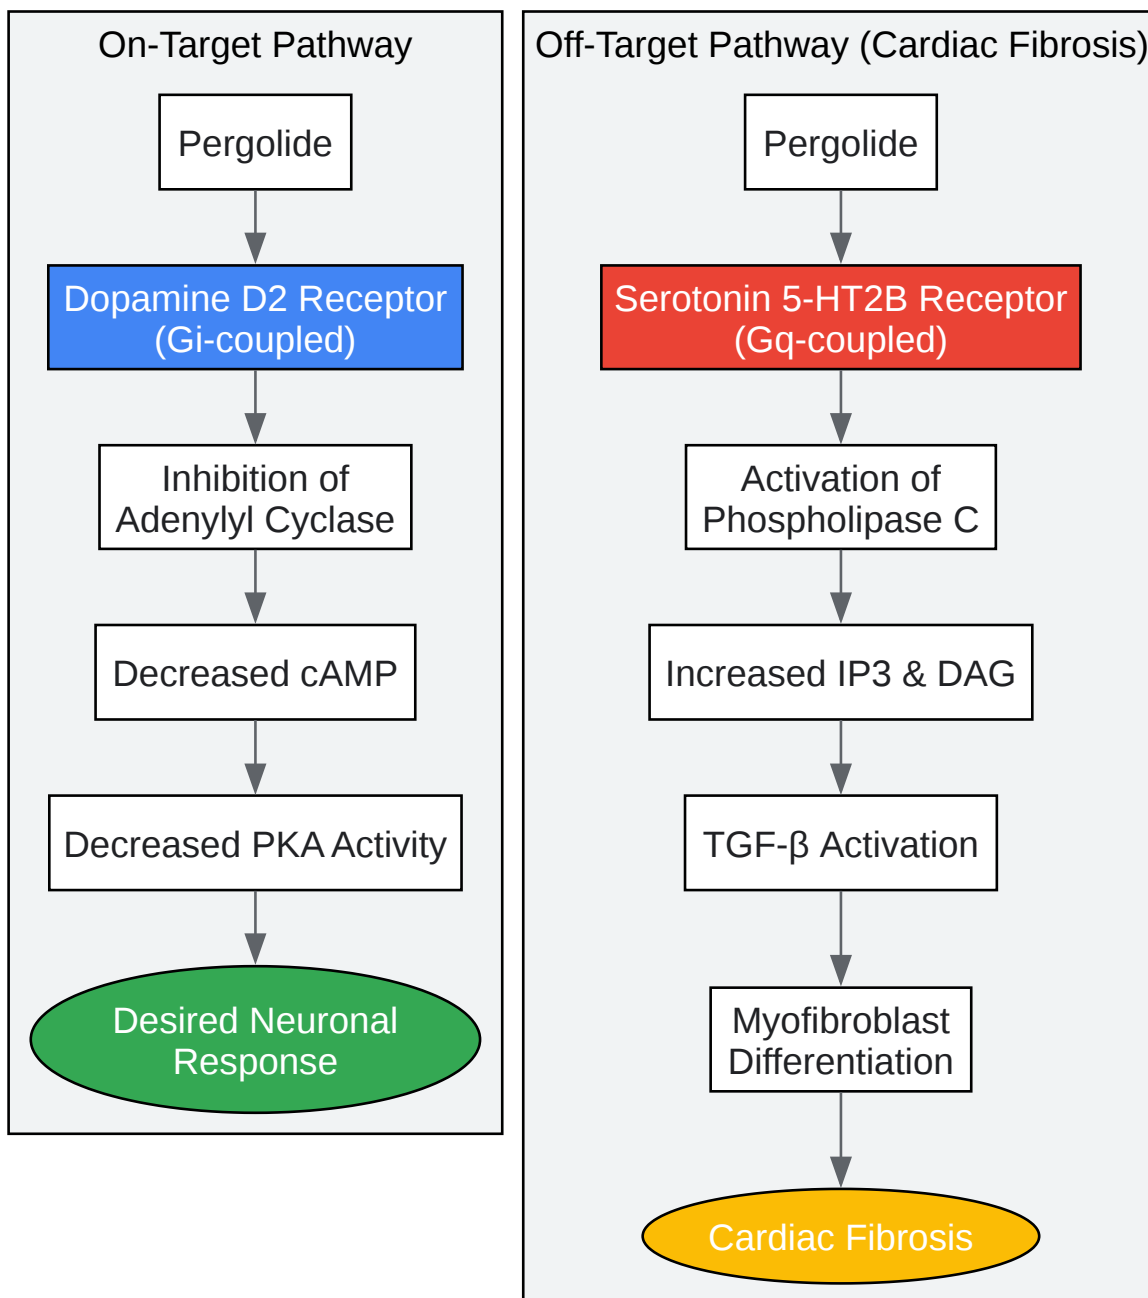 On-Target Pathway
Pergolide
Dopamine D2 Receptor
(Gi-coupled)
Inhibition of
Adenylyl Cyclase
Decreased cAMP
Decreased PKA Activity
Desired Neuronal
Response
Off-Target Pathway (Cardiac Fibrosis)
Pergolide
Serotonin 5-HT2B Receptor
(Gq-coupled)
Activation of
Phospholipase C
Increased IP3 & DAG
TGF-β Activation
Myofibroblast
Differentiation
Cardiac Fibrosis